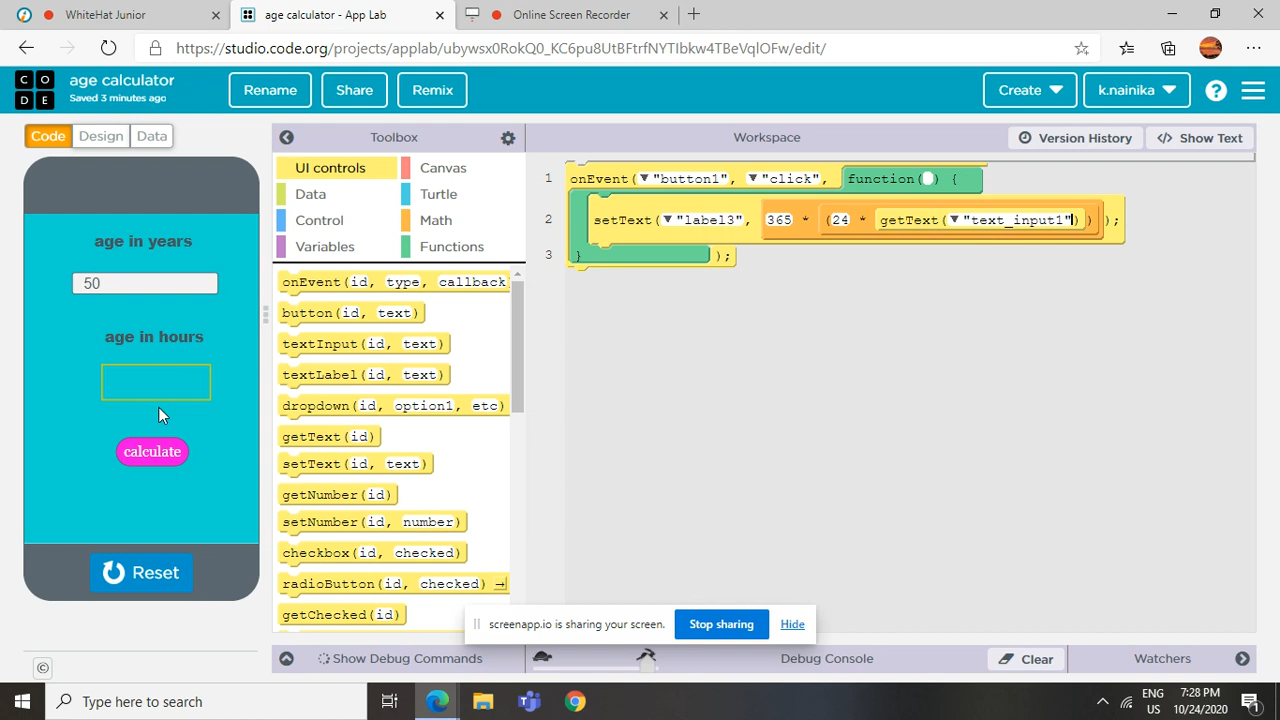 WhiteHat Junior
age calculator - App Lab
Online Screen Recorder
https://studio.code.org/projects/applab/ubywsx0RokQ0_KC6pu8UtBFtrfNYTIbkw4TBeVqlOFw/edit/
C O
D E
age calculator
Saved 3 minutes ago
Rename
Share
Remix
Create
k.nainika
?
Code
Design
Data
Toolbox
Workspace
Version History
</> Show Text
age in years
50
age in hours
calculate
Reset
UI controls
Canvas
Data
Turtle
Control
Math
Variables
Functions
onEvent(id, type, callback
button(id, text)
textInput(id, text)
textLabel(id, text)
dropdown(id, option1, etc)
getText(id)
setText(id, text)
getNumber(id)
setNumber(id, number)
checkbox(id, checked)
radioButton(id, checked)
getChecked(id)
1 onEvent( "button1", "click", function( ) {
2 setText( "label3", 365 * (24 * getText( "text_input1") ) );
3 } );
screenapp.io is sharing your screen.
Stop sharing
Hide
©
Show Debug Commands
Debug Console
Clear
Watchers
Type here to search
ENG
US
7:28 PM
10/24/2020
1